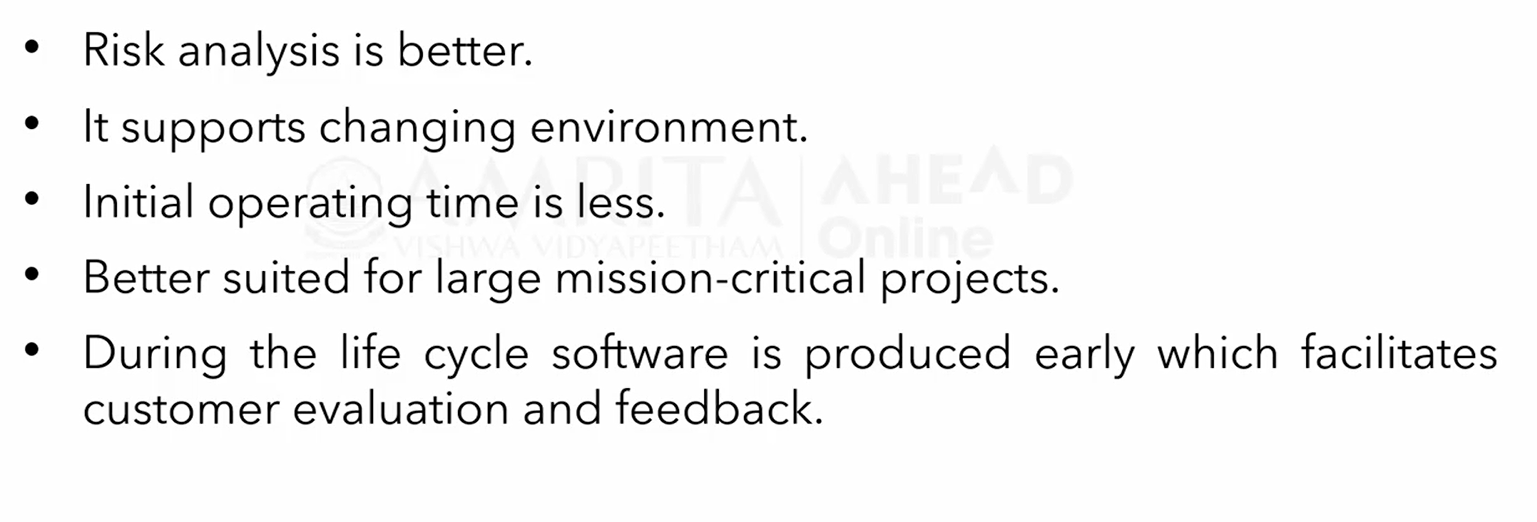 • Risk analysis is better.
• It supports changing environment.
AMRITA AHEAD
• Initial operating time is less.
VISHWA VIDYAPEETHAM Online
• Better suited for large mission-critical projects.
• During the life cycle software is produced early which facilitates
customer evaluation and feedback.